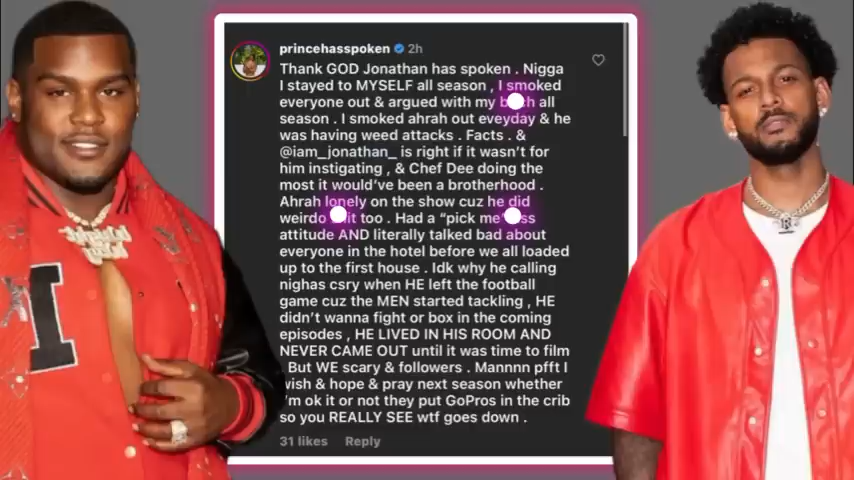 princehasspoken 2h
Thank GOD Jonathan has spoken . Nigga
I stayed to MYSELF all season , I smoked
everyone out & argued with my b ch all
season . I smoked ahrah out eveyday & he
was having weed attacks . Facts . &
@iam_jonathan_ is right if it wasn't for
him instigating , & Chef Dee doing the
most it would've been a brotherhood .
Ahrah lonely on the show cuz he did
weirdo it too . Had a "pick me" ss
attitude AND literally talked bad about
everyone in the hotel before we all loaded
up to the first house . Idk why he calling
nighas csry when HE left the football
game cuz the MEN started tackling , HE
didn't wanna fight or box in the coming
episodes , HE LIVED IN HIS ROOM AND
NEVER CAME OUT until it was time to film
. But WE scary & followers . Mannnn pfft I
wish & hope & pray next season whether
I'm ok it or not they put GoPros in the crib
so you REALLY SEE wtf goes down .
31 likes Reply
I
R